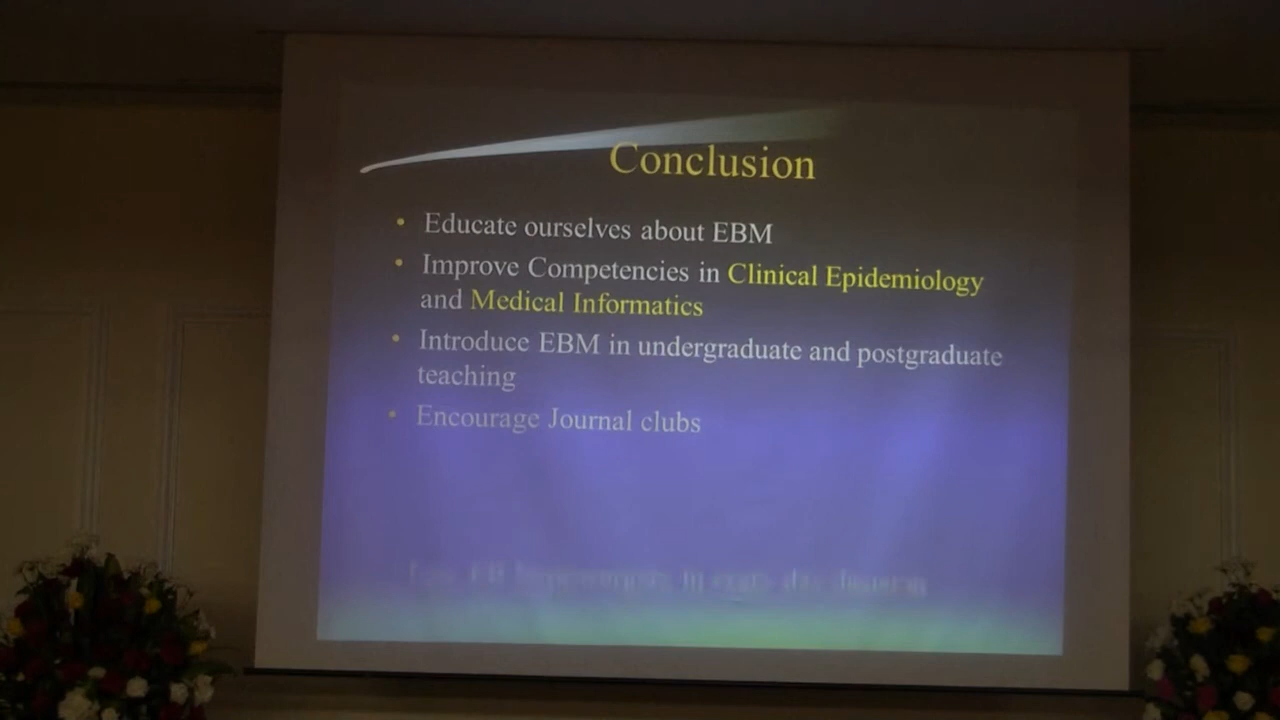 Conclusion
• Educate ourselves about EBM
• Improve Competencies in Clinical Epidemiology
and Medical Informatics
• Introduce EBM in undergraduate and postgraduate
teaching
• Encourage Journal clubs